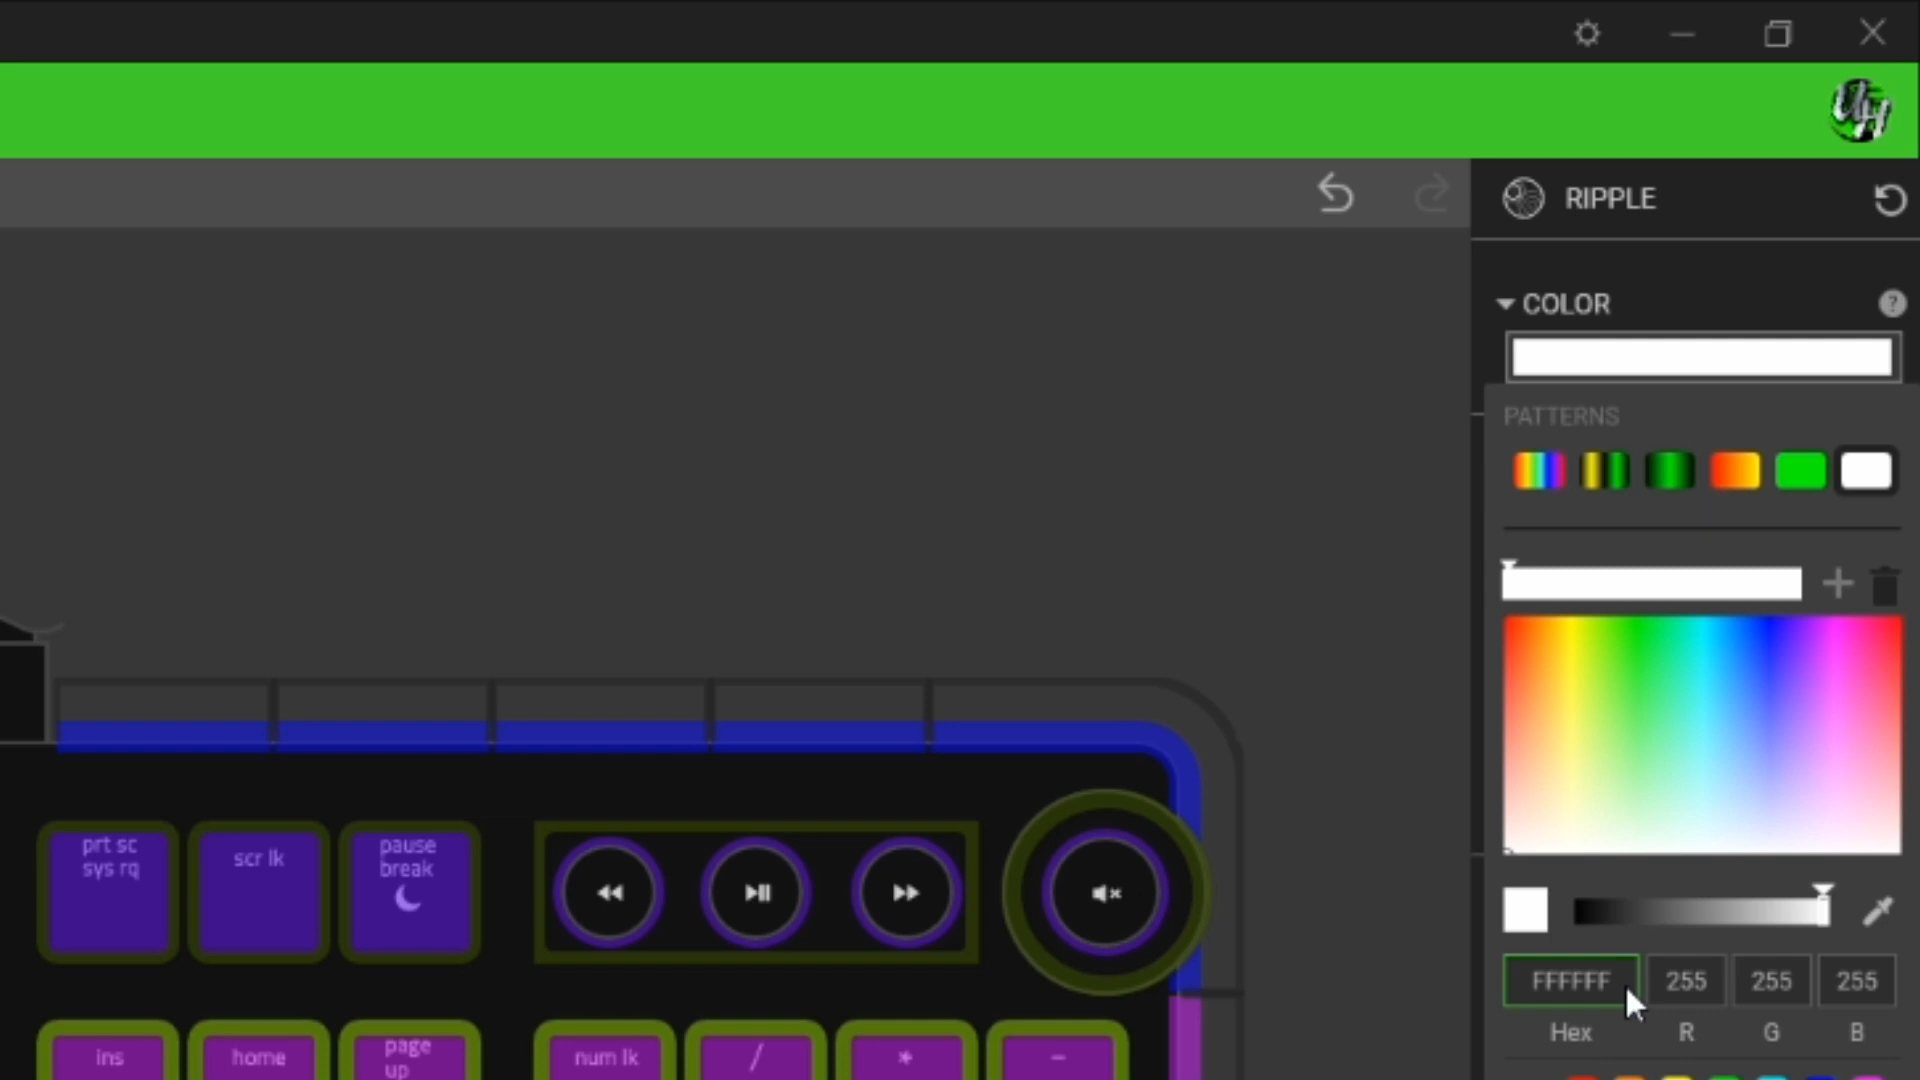 UH
RIPPLE
COLOR
?
PATTERNS
prt sc
sys rq
scr lk
pause
break
FFFFFF
255
255
255
Hex
R
G
B
ins
home
page
up
num lk
/
*
-